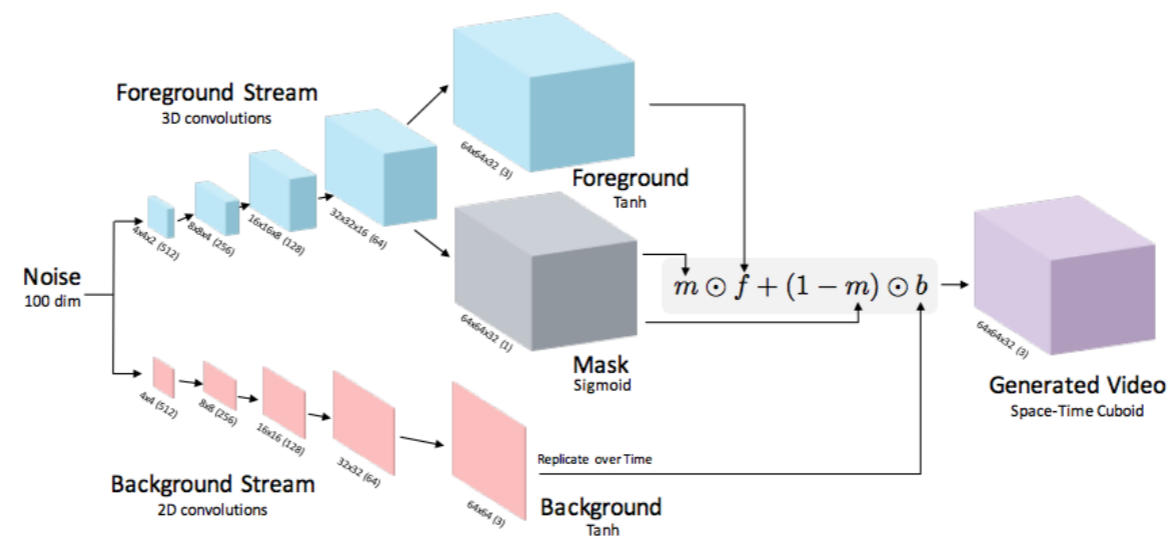 Foreground Stream
3D convolutions
4x4x2 (512)
8x8x4 (256)
16x16x8 (128)
32x32x16 (64)
64x64x32 (3)
Foreground
Tanh
Noise
100 dim
64x64x32 (1)
Mask
Sigmoid
m ⊙ f + (1 − m) ⊙ b
64x64x32 (3)
Generated Video
Space-Time Cuboid
4x4 (512)
8x8 (256)
16x16 (128)
32x32 (64)
64x64 (3)
Replicate over Time
Background Stream
2D convolutions
Background
Tanh